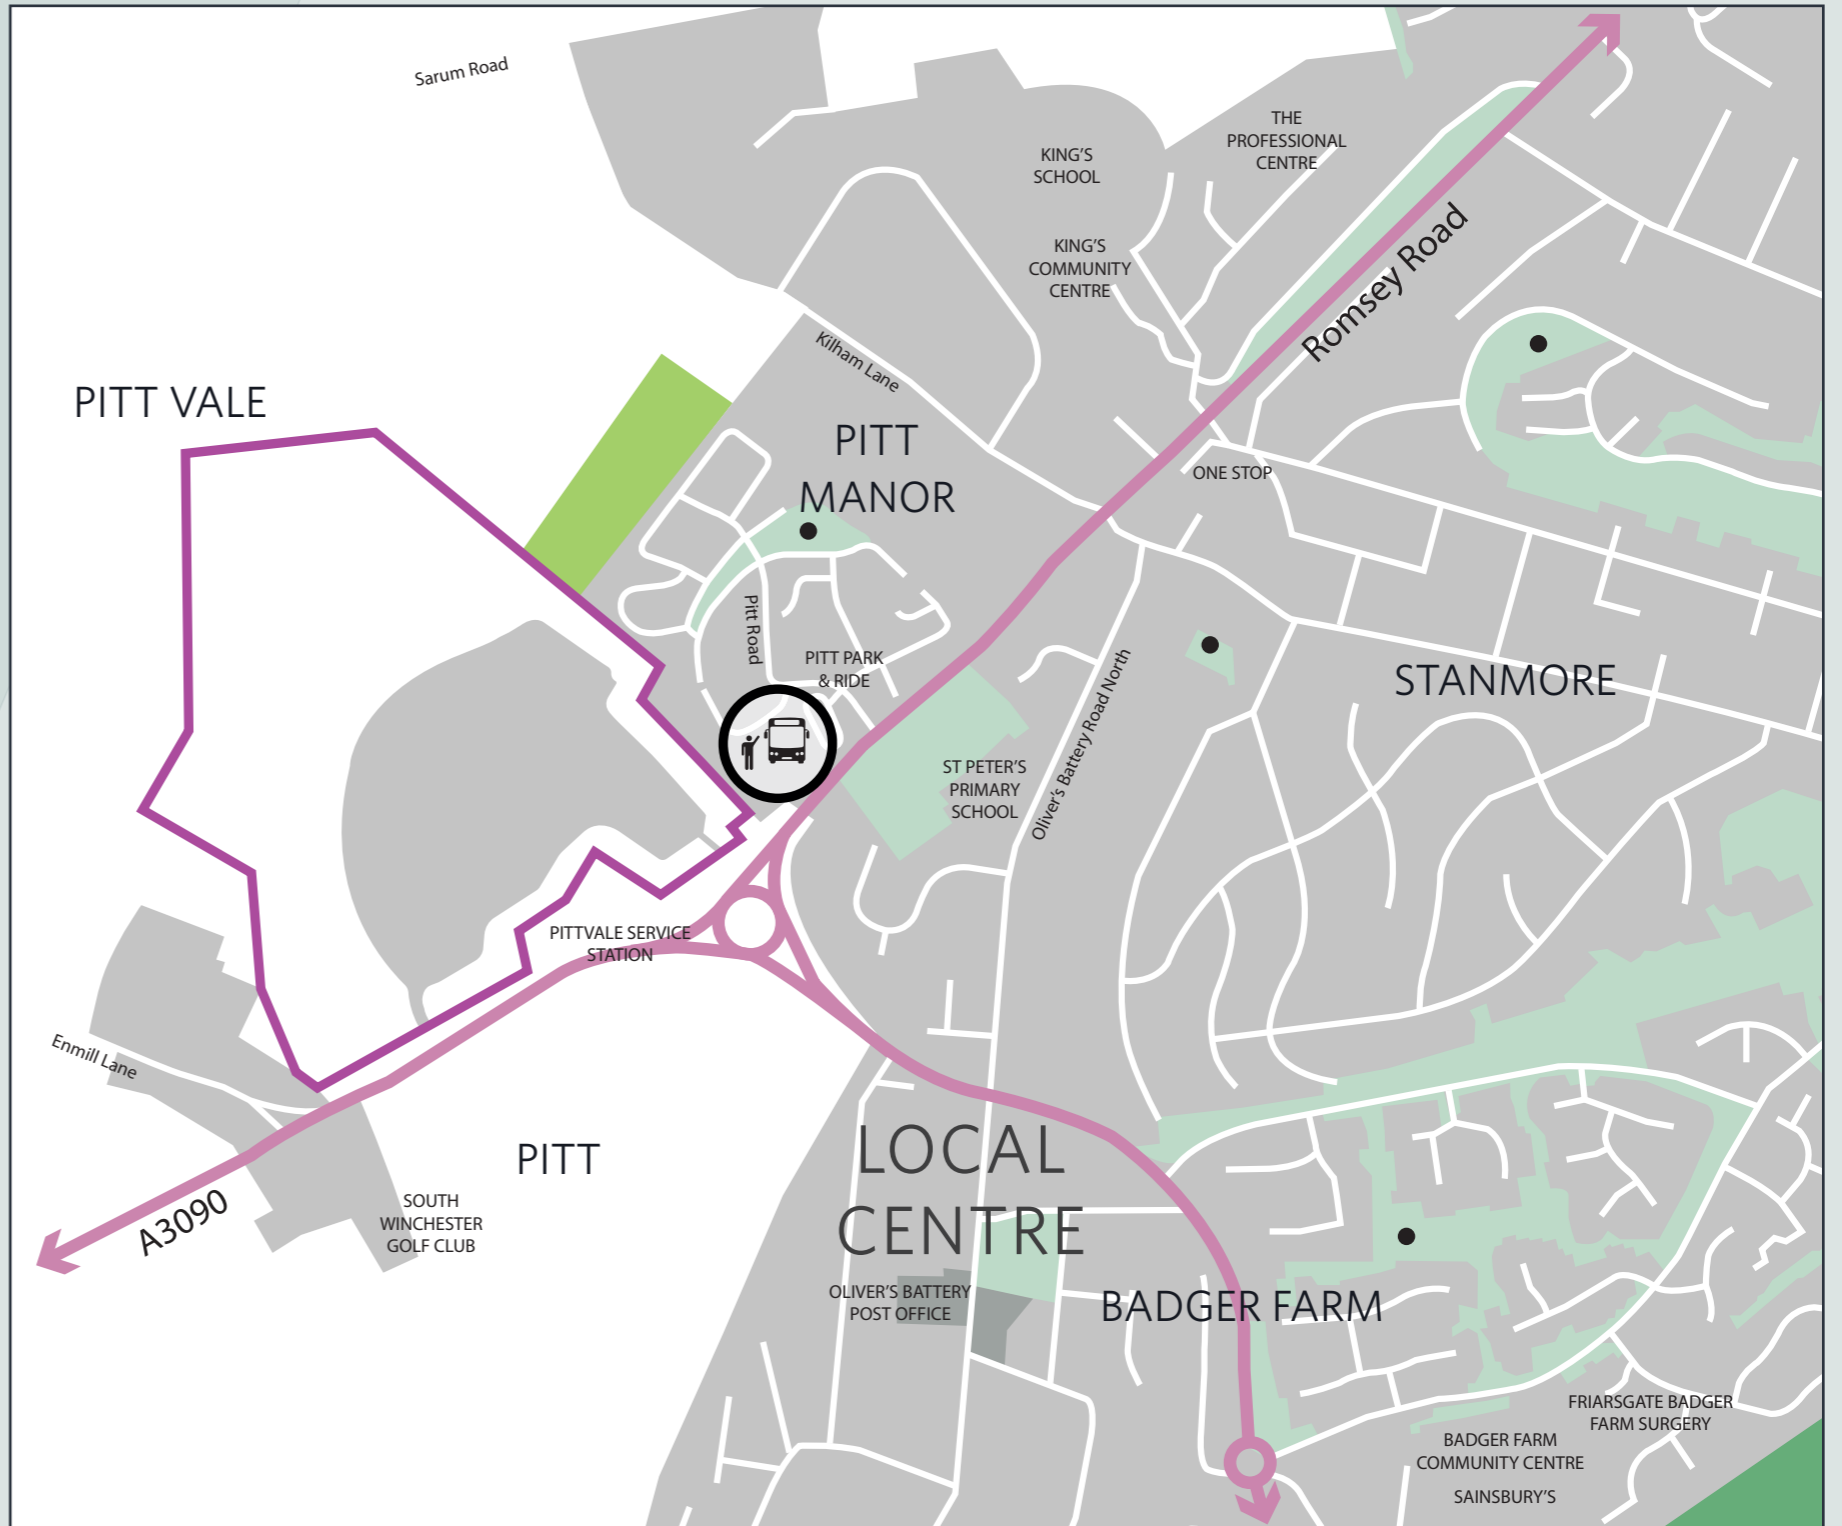 Sarum Road
THE
PROFESSIONAL
CENTRE
KING'S
SCHOOL
KING'S
COMMUNITY
CENTRE
Romsey Road
Kilham Lane
PITT VALE
PITT
MANOR
ONE STOP
Pitt Road
PITT PARK
& RIDE
Oliver's Battery Road North
STANMORE
ST PETER'S
PRIMARY
SCHOOL
PITTVALE SERVICE
STATION
Enmill Lane
PITT
LOCAL
CENTRE
A3090
SOUTH
WINCHESTER
GOLF CLUB
OLIVER'S BATTERY
POST OFFICE
BADGER FARM
FRIARSGATE BADGER
FARM SURGERY
BADGER FARM
COMMUNITY CENTRE
SAINSBURY'S